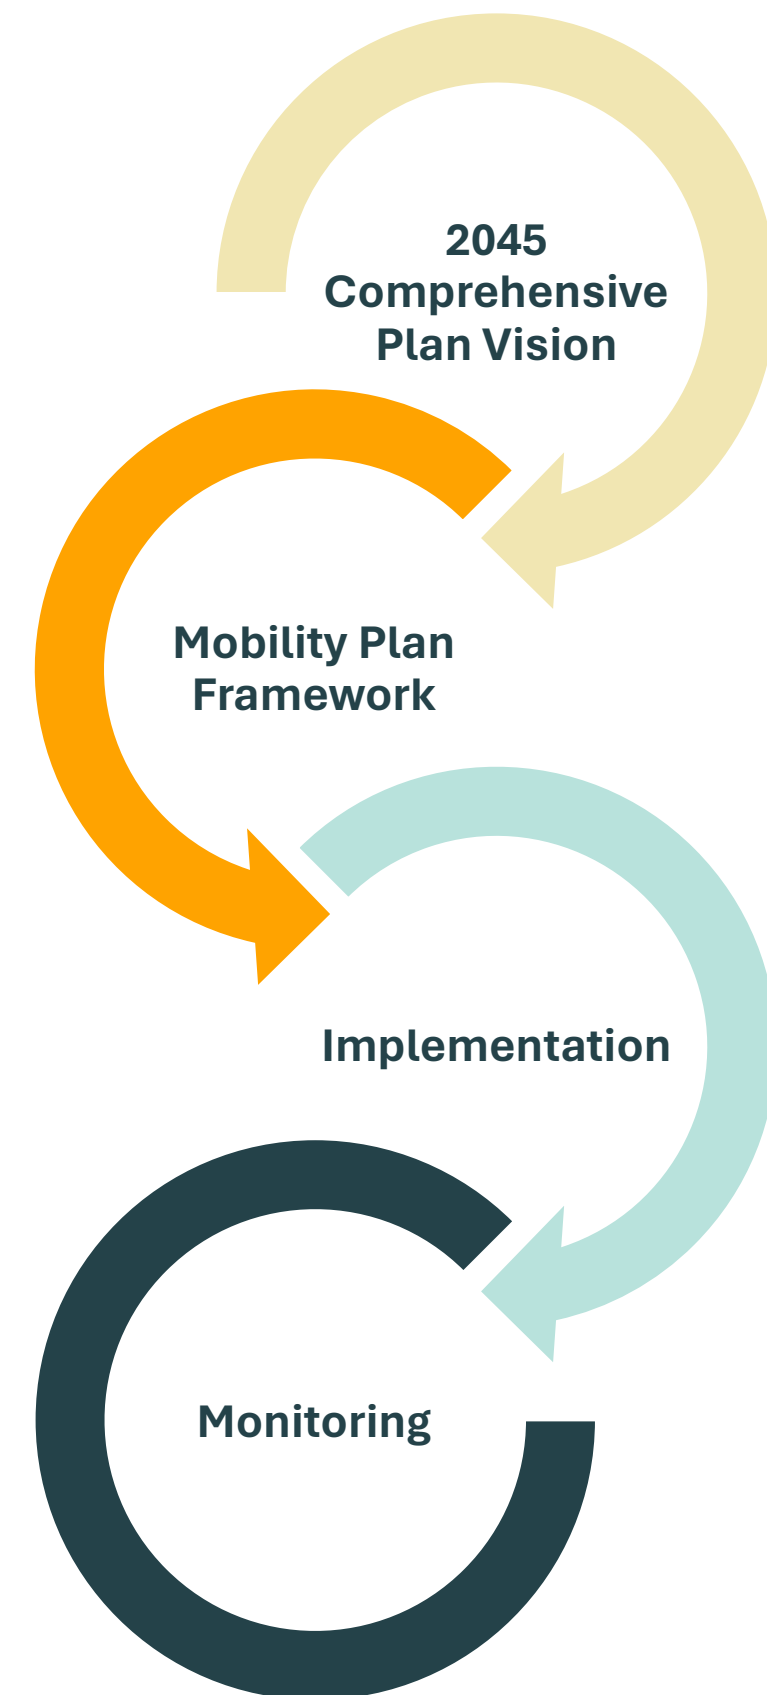 2045
Comprehensive
Plan Vision
Mobility Plan
Framework
Implementation
Monitoring